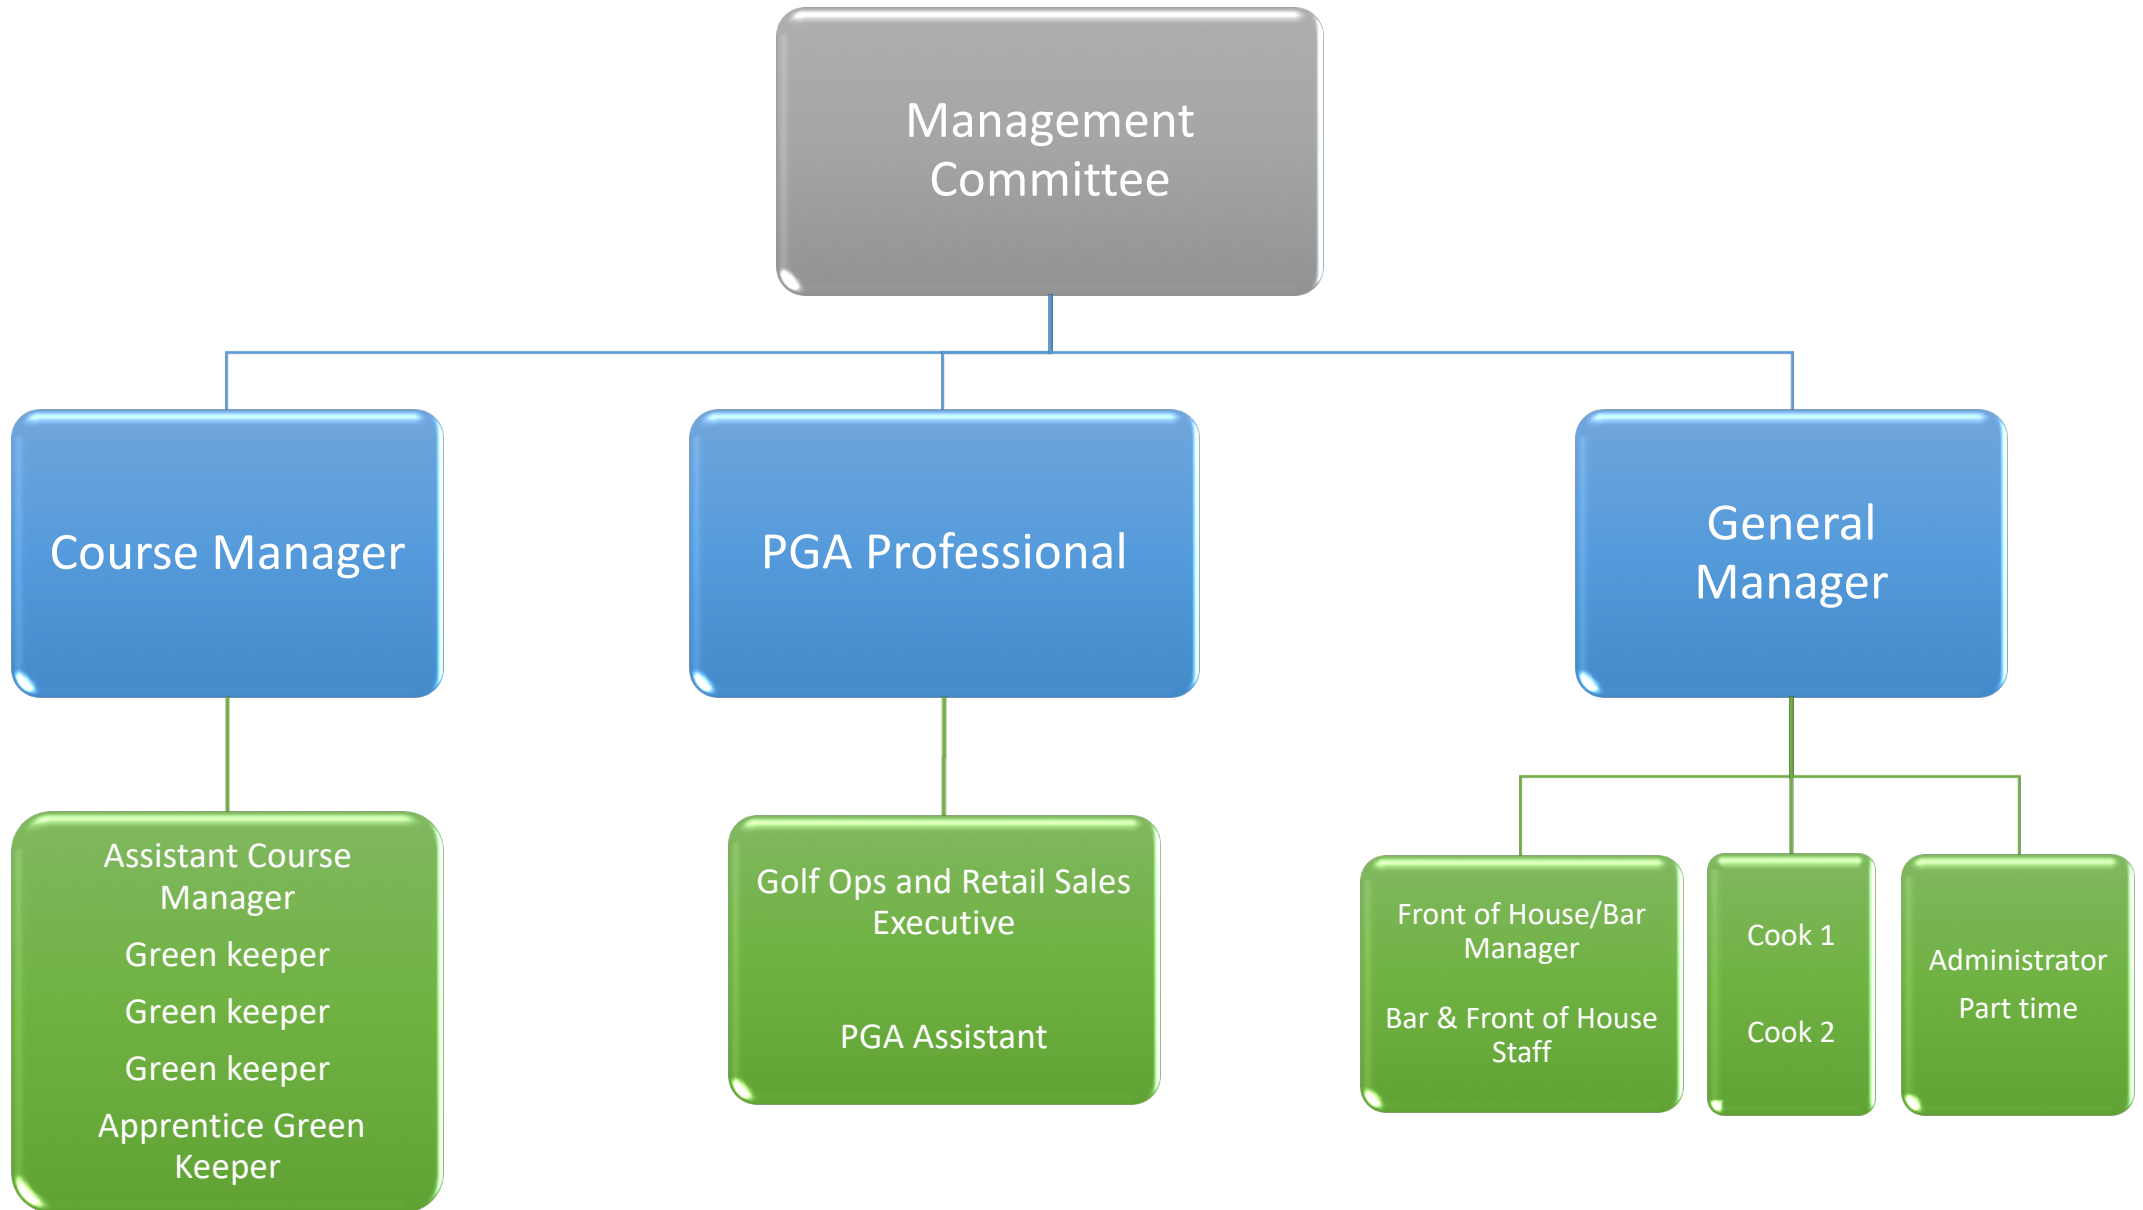 Management
Committee
Course Manager
PGA Professional
General
Manager
Assistant Course
Manager
Green keeper
Green keeper
Green keeper
Apprentice Green
Keeper
Golf Ops and Retail Sales
Executive
PGA Assistant
Front of House/Bar
Manager
Bar & Front of House
Staff
Cook 1
Cook 2
Administrator
Part time